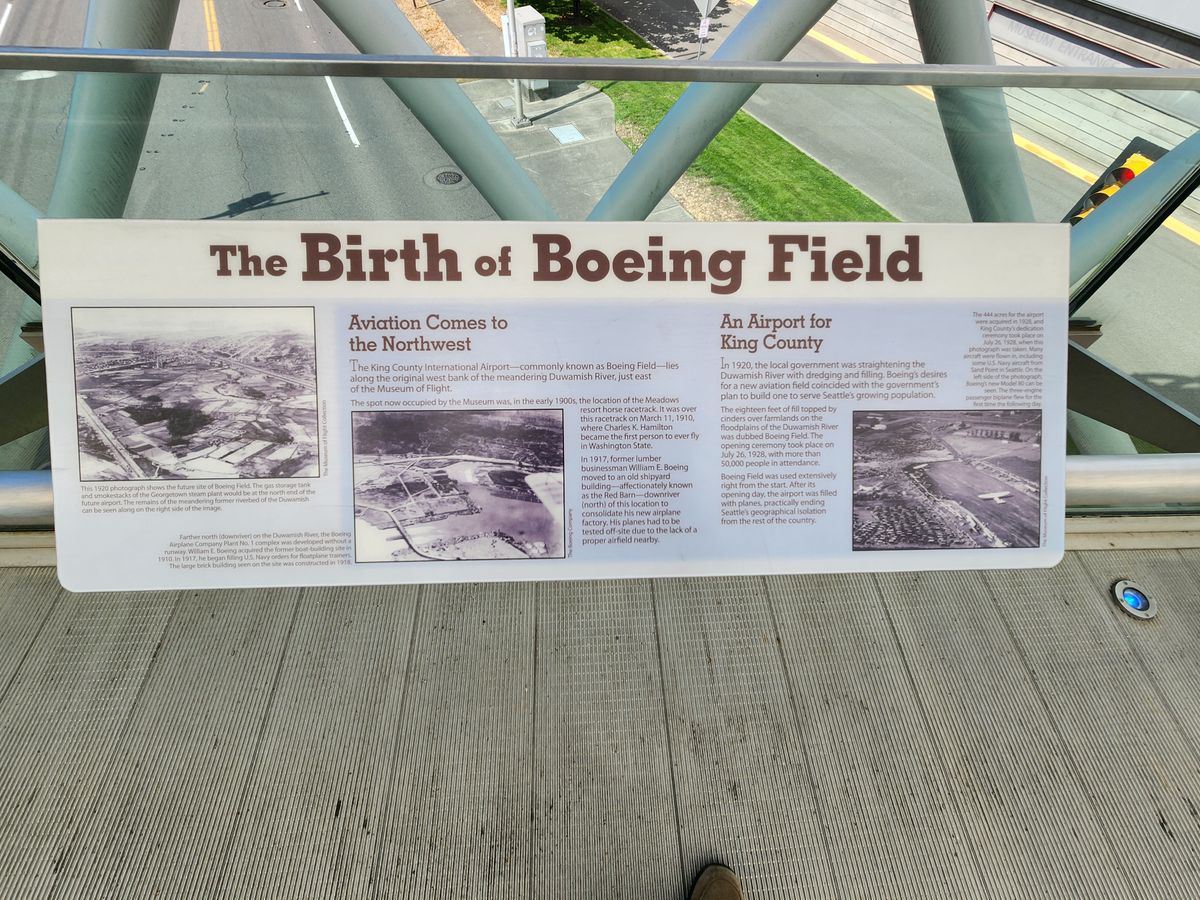 MUSEUM ENTRANCE
The Birth of Boeing Field
The Museum of Flight Collection
This 1920 photograph shows the future site of Boeing Field. The gas storage tank
and smokestacks of the Georgetown steam plant would be at the north end of the
future airport. The remains of the meandering former riverbed of the Duwamish
can be seen along on the right side of the image.
Aviation Comes to
the Northwest
The King County International Airport—commonly known as Boeing Field—lies
along the original west bank of the meandering Duwamish River, just east
of the Museum of Flight.
The spot now occupied by the Museum was, in the early 1900s, the location of the Meadows
resort horse racetrack. It was over
this racetrack on March 11, 1910,
where Charles K. Hamilton
became the first person to ever fly
in Washington State.
In 1917, former lumber
businessman William E. Boeing
moved to an old shipyard
building—affectionately known
as the Red Barn—downriver
(north) of this location to
consolidate his new airplane
factory. His planes had to be
tested off-site due to the lack of a
proper airfield nearby.
The Boeing Company
Farther north (downriver) on the Duwamish River, the Boeing
Airplane Company Plant No. 1 complex was developed without a
runway. William E. Boeing acquired the former boat-building site in
1910. In 1917, he began filling U.S. Navy orders for floatplane trainers.
The large brick building seen on the site was constructed in 1918.
An Airport for
King County
In 1920, the local government was straightening the
Duwamish River with dredging and filling. Boeing's desires
for a new aviation field coincided with the government's
plan to build one to serve Seattle's growing population.
The eighteen feet of fill topped by
cinders over farmlands on the
floodplains of the Duwamish River
was dubbed Boeing Field. The
opening ceremony took place on
July 26, 1928, with more than
50,000 people in attendance.
Boeing Field was used extensively
right from the start. After its
opening day, the airport was filled
with planes, practically ending
Seattle's geographical isolation
from the rest of the country.
The 444 acres for the airport
were acquired in 1928, and
King County's dedication
ceremony took place on
July 26, 1928, when this
photograph was taken. Many
aircraft were flown in, including
some U.S. Navy aircraft from
Sand Point in Seattle. On the
left side of the photograph,
Boeing's new Model 80 can be
seen. The three-engine
passenger biplane flew for the
first time the following day.
The Museum of Flight Collection